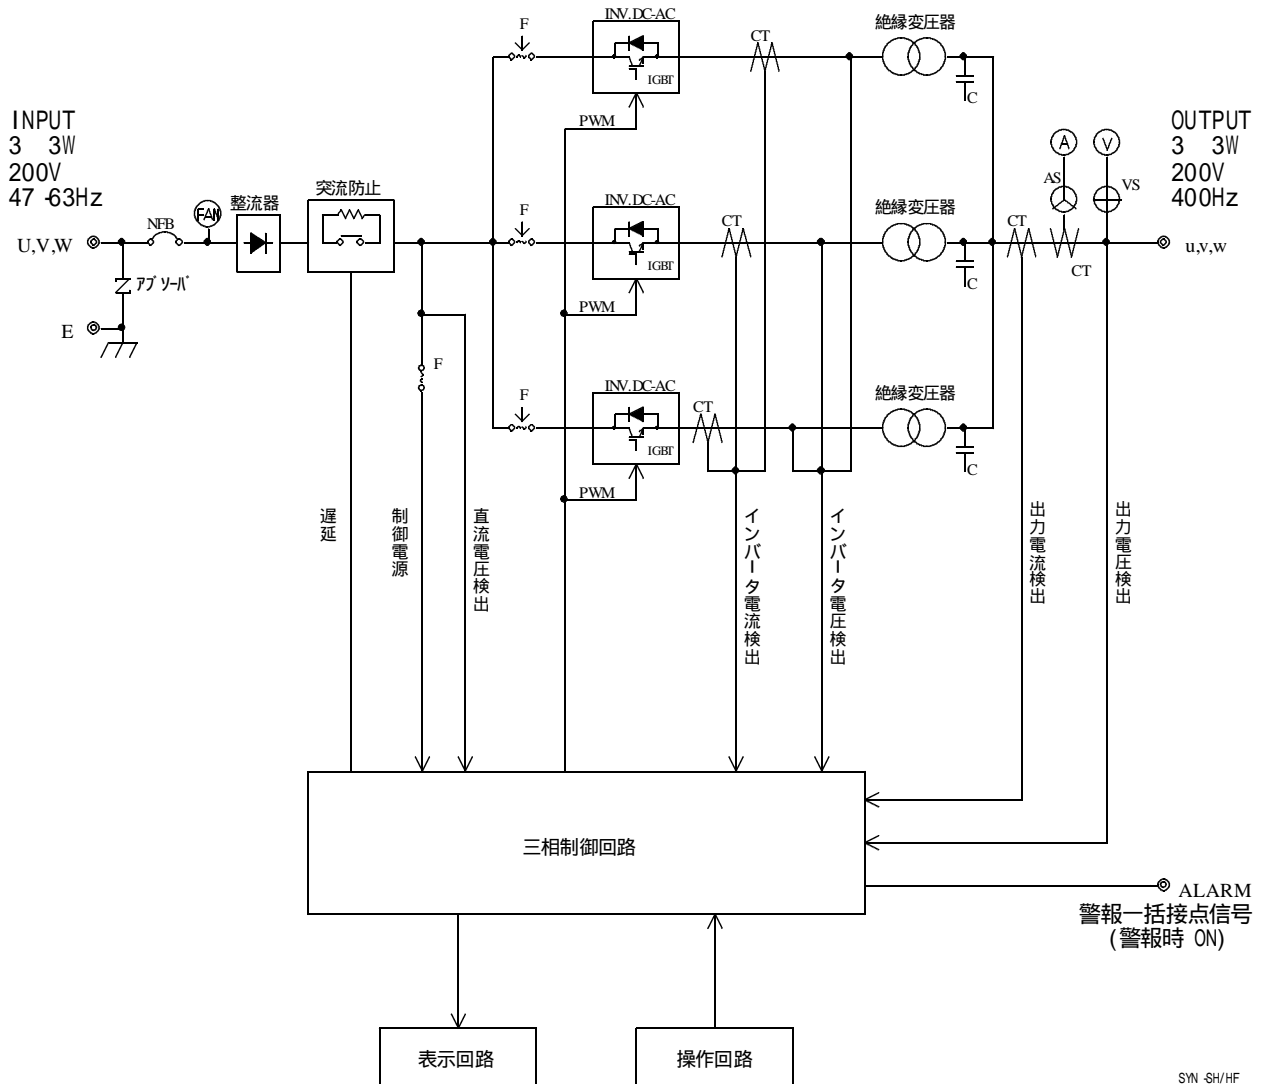 INPUT
3 3W
200V
47-63Hz
U,V,W
E
アブソーバ
NFB
FAN
整流器
突流防止
F
INV.DC-AC
IGBT
PWM
CT
絶縁変圧器
C
F
INV.DC-AC
IGBT
PWM
CT
絶縁変圧器
C
F
INV.DC-AC
IGBT
PWM
CT
絶縁変圧器
C
F
A
V
AS
VS
CT
CT
OUTPUT
3 3W
200V
400Hz
u,v,w
遅延
制御電源
直流電圧検出
インバータ電流検出
インバータ電圧検出
出力電流検出
出力電圧検出
三相制御回路
ALARM
警報一括接点信号
(警報時 ON)
表示回路
操作回路
SYN-SH/HF